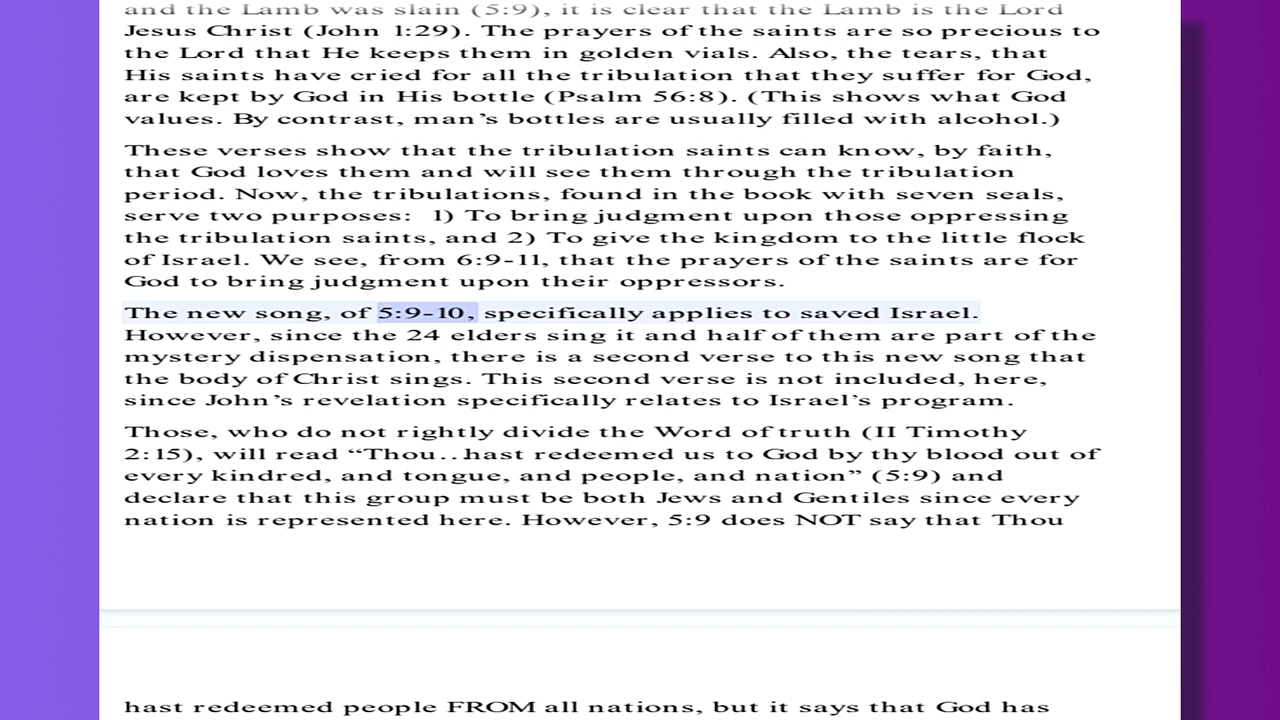 and the Lamb was slain (5:9), it is clear that the Lamb is the Lord
Jesus Christ (John 1:29). The prayers of the saints are so precious to
the Lord that He keeps them in golden vials. Also, the tears, that
His saints have cried for all the tribulation that they suffer for God,
are kept by God in His bottle (Psalm 56:8). (This shows what God
values. By contrast, man’s bottles are usually filled with alcohol.)
These verses show that the tribulation saints can know, by faith,
that God loves them and will see them through the tribulation
period. Now, the tribulations, found in the book with seven seals,
serve two purposes: 1) To bring judgment upon those oppressing
the tribulation saints, and 2) To give the kingdom to the little flock
of Israel. We see, from 6:9-11, that the prayers of the saints are for
God to bring judgment upon their oppressors.
The new song, of 5:9-10, specifically applies to saved Israel.
However, since the 24 elders sing it and half of them are part of the
mystery dispensation, there is a second verse to this new song that
the body of Christ sings. This second verse is not included, here,
since John’s revelation specifically relates to Israel’s program.
Those, who do not rightly divide the Word of truth (II Timothy
2:15), will read “Thou..hast redeemed us to God by thy blood out of
every kindred, and tongue, and people, and nation” (5:9) and
declare that this group must be both Jews and Gentiles since every
nation is represented here. However, 5:9 does NOT say that Thou
hast redeemed people FROM all nations, but it says that God has